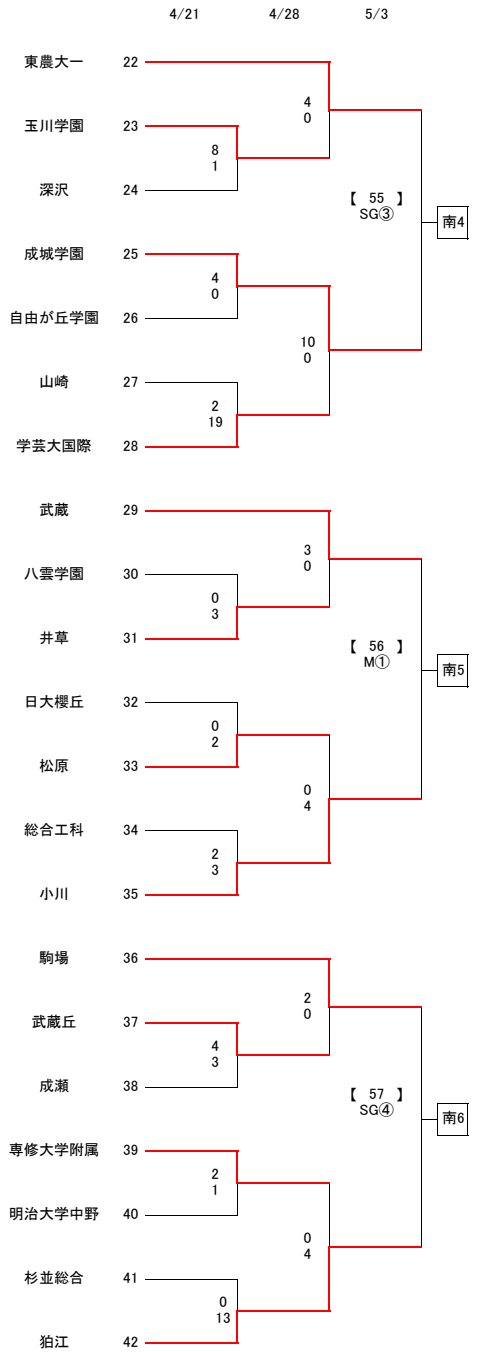 4/21 4/28 5/3
東農大一 22
4
0
玉川学園 23
8
1
深沢 24
【 55 】
SG③
南4
成城学園 25
4
0
自由が丘学園 26
10
0
山崎 27
2
19
学芸大国際 28
武蔵 29
3
0
八雲学園 30
0
3
井草 31
【 56 】
M①
南5
日大櫻丘 32
0
2
松原 33
0
4
総合工科 34
2
3
小川 35
駒場 36
2
0
武蔵丘 37
4
3
成瀬 38
【 57 】
SG④
南6
専修大学附属 39
2
1
明治大学中野 40
0
4
杉並総合 41
0
13
狛江 42